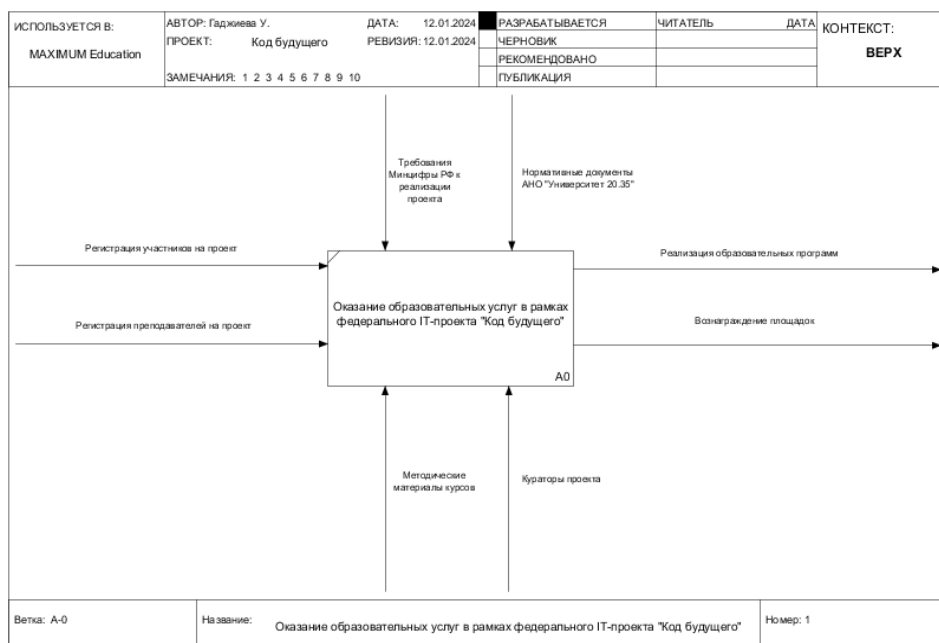 ИСПОЛЬЗУЕТСЯ В:
MAXIMUM Education
АВТОР: Гаджиева У.
ДАТА: 12.01.2024
ПРОЕКТ: Код будущего
РЕВИЗИЯ: 12.01.2024
ЗАМЕЧАНИЯ: 1 2 3 4 5 6 7 8 9 10
РАЗРАБАТЫВАЕТСЯ
ЧЕРНОВИК
РЕКОМЕНДОВАНО
ПУБЛИКАЦИЯ
ЧИТАТЕЛЬ
ДАТА
КОНТЕКСТ:
ВЕРХ
Требования
Минцифры РФ к
реализации
проекта
Нормативные документы
АНО "Университет 20.35"
Регистрация участников на проект
Реализация образовательных программ
Оказание образовательных услуг в рамках
федерального IT-проекта "Код будущего"
A0
Регистрация преподавателей на проект
Вознаграждение площадок
Методические
материалы курсов
Кураторы проекта
Ветка: A-0
Название: Оказание образовательных услуг в рамках федерального IT-проекта "Код будущего"
Номер: 1